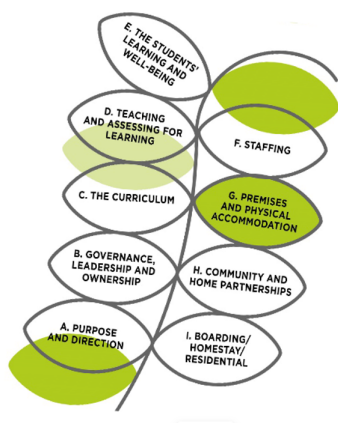 E. THE STUDENTS'
LEARNING AND
WELL-BEING
D. TEACHING
AND ASSESSING FOR
LEARNING
F. STAFFING
C. THE CURRICULUM
G. PREMISES
AND PHYSICAL
ACCOMMODATION
B. GOVERNANCE,
LEADERSHIP AND
OWNERSHIP
H. COMMUNITY AND
HOME PARTNERSHIPS
A. PURPOSE
AND DIRECTION
I. BOARDING/
HOMESTAY/
RESIDENTIAL